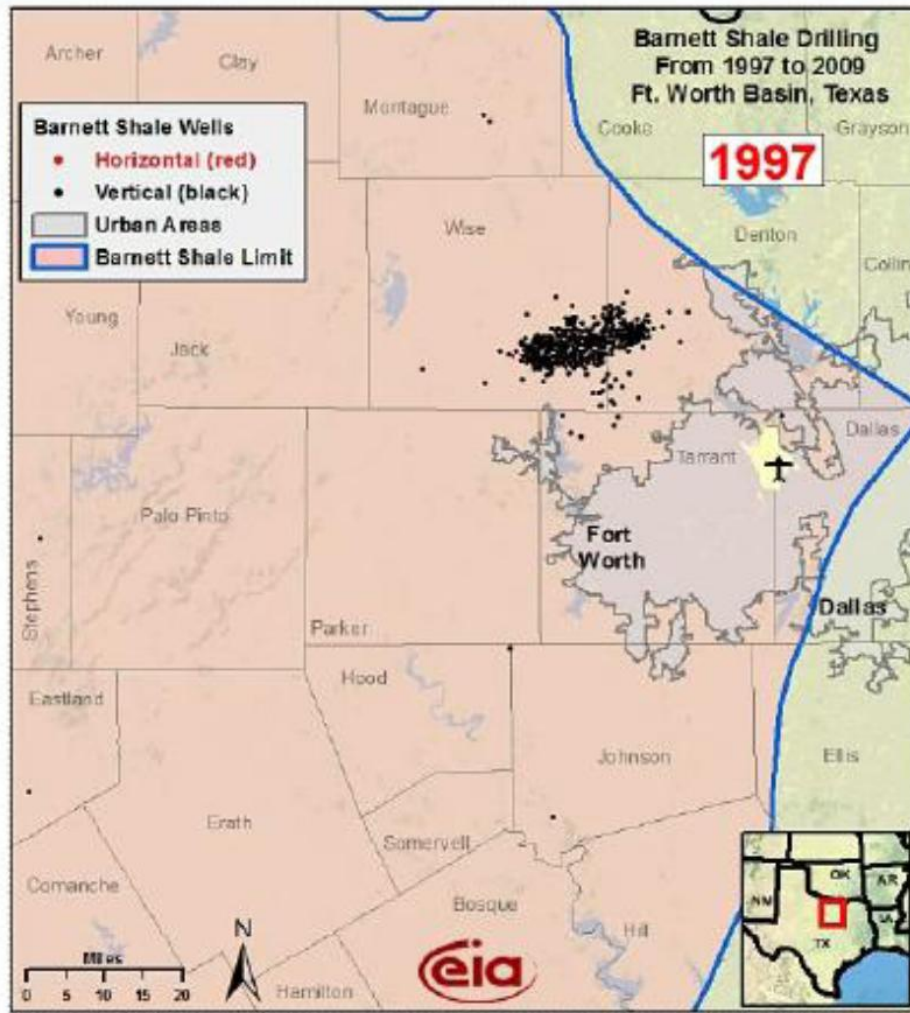 Barnett Shale Drilling
From 1997 to 2009
Ft. Worth Basin, Texas
1997
Barnett Shale Wells
Horizontal (red)
Vertical (black)
Urban Areas
Barnett Shale Limit
Archer
Clay
Montague
Cooke
Grayson
Wise
Denton
Collin
Young
Jack
Dallas
Tarrant
Palo Pinto
Fort
Worth
Stephens
Dallas
Parker
Hood
Eastland
Johnson
Ellis
Erath
Somervell
Comanche
Bosque
Hill
Hamilton
N
Miles
0 5 10 15 20
eia
OK
AR
NM
TX